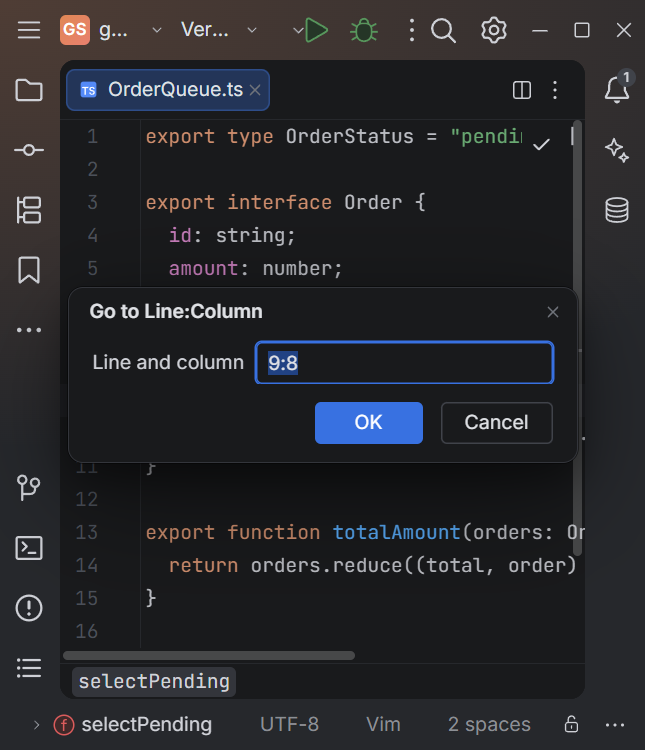 GS g... Ver...
OrderQueue.ts
1
1 export type OrderStatus = "pendin
2
3 export interface Order {
4 id: string;
5 amount: number;
Go to Line:Column
Line and column 9:8
OK Cancel
11 }
12
13 export function totalAmount(orders: Or
14 return orders.reduce((total, order)
15 }
16
selectPending
f selectPending UTF-8 Vim 2 spaces